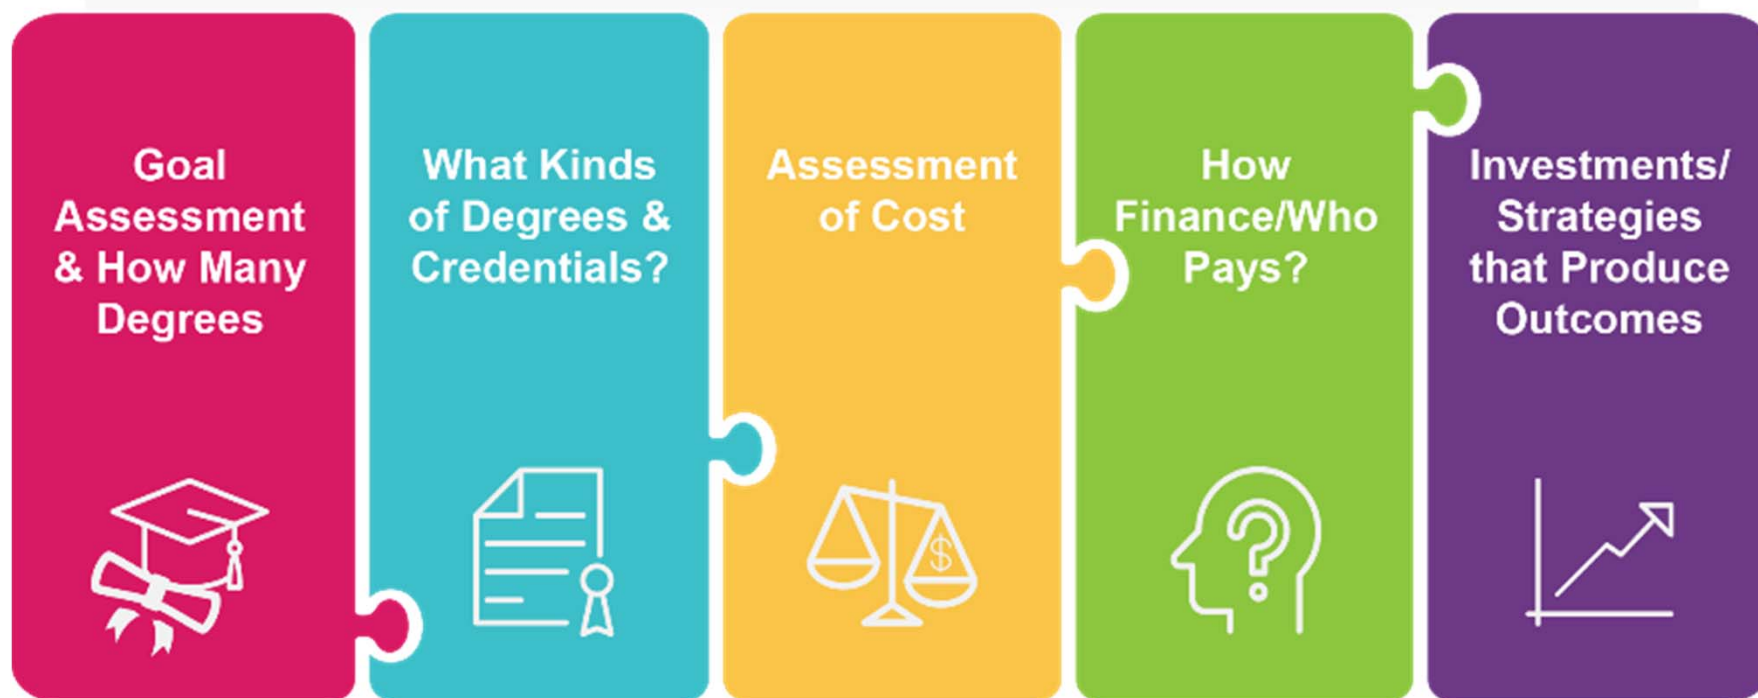 Goal
Assessment
& How Many
Degrees
What Kinds
of Degrees &
Credentials?
Assessment
of Cost
$
How
Finance/Who
Pays?
?
Investments/
Strategies
that Produce
Outcomes